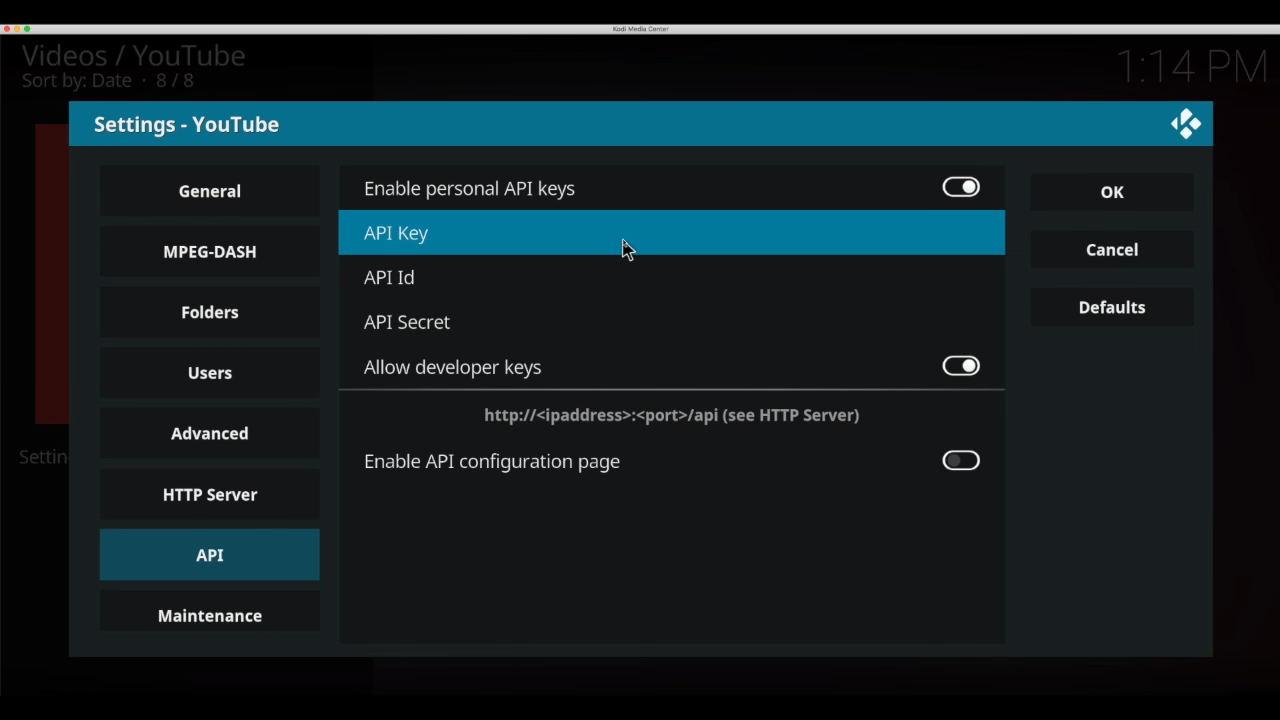 Kodi Media Center
Videos / YouTube
Sort by: Date · 8 / 8
1:14 PM
Settings - YouTube
General
MPEG-DASH
Folders
Users
Advanced
HTTP Server
API
Maintenance
Enable personal API keys
API Key
API Id
API Secret
Allow developer keys
http://<ipaddress>:<port>/api (see HTTP Server)
Enable API configuration page
OK
Cancel
Defaults
Settin